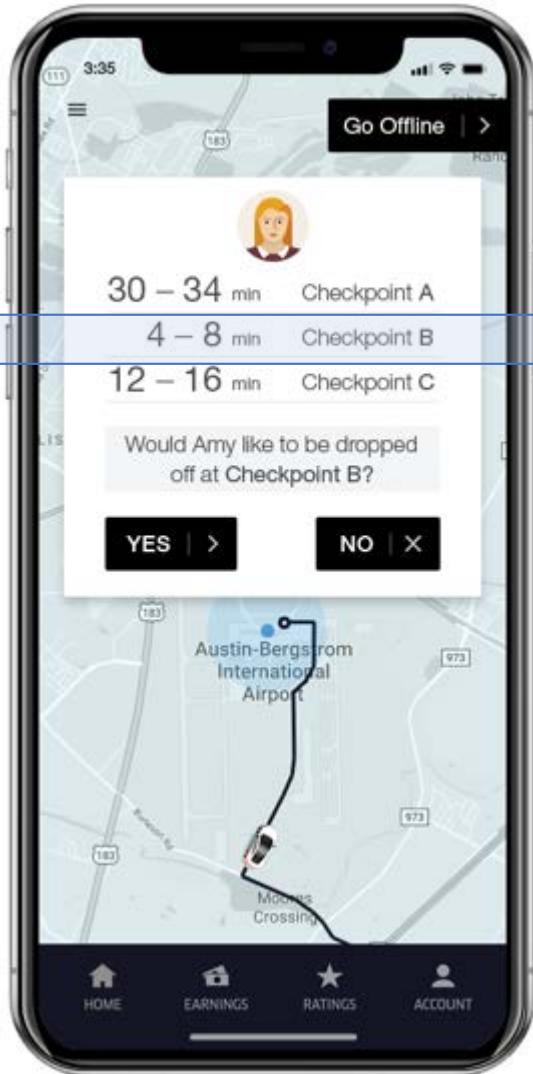 111
3:35
183
Go Offline
30 – 34 min Checkpoint A
4 – 8 min Checkpoint B
12 – 16 min Checkpoint C
Would Amy like to be dropped
off at Checkpoint B?
YES
NO
183
Austin-Bergstrom
International
Airport
973
973
183
Moores
Crossing
HOME
EARNINGS
RATINGS
ACCOUNT